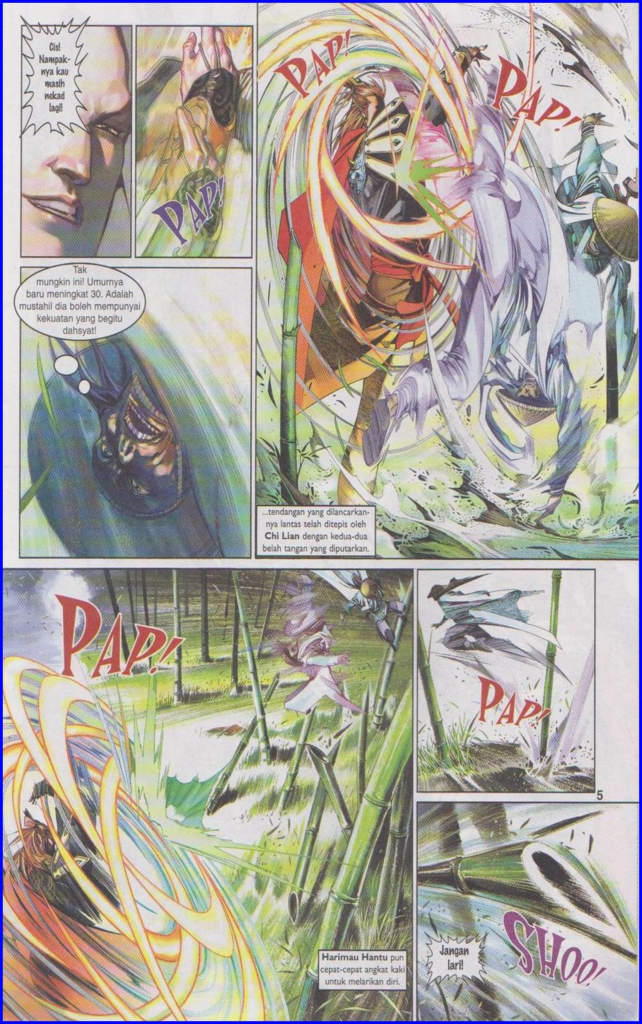 Cis!
Nampak-
nya kau
masih
nekad
lagi!
PAP!
PAP!
PAP!
Tak
mungkin ini! Umurnya
baru meningkat 30. Adalah
mustahil dia boleh mempunyai
kekuatan yang begitu
dahsyat!
...tendangan yang dilancarkan-
nya lantas telah ditepis oleh
Chi Lian dengan kedua-dua
belah tangan yang diputarkan.
PAP!
Harimau Hantu pun
cepat-cepat angkat kaki
untuk melarikan diri.
PAP!
5
Jangan
lari!
SHOO!